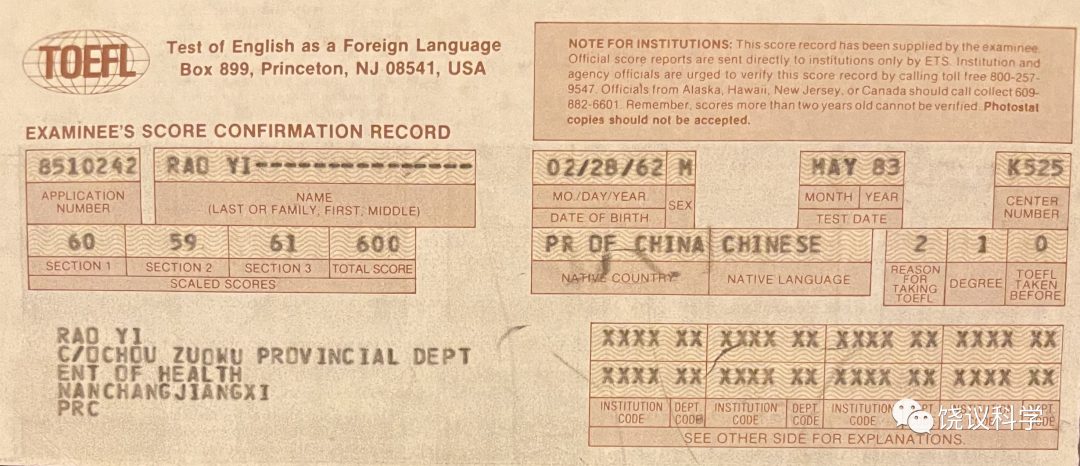 TOEFL
Test of English as a Foreign Language
Box 899, Princeton, NJ 08541, USA
NOTE FOR INSTITUTIONS: This score record has been supplied by the examinee.
Official score reports are sent directly to institutions only by ETS. Institution and
agency officials are urged to verify this score record by calling toll free 800-257-
9547. Officials from Alaska, Hawaii, New Jersey, or Canada should call collect 609-
882-6601. Remember, scores more than two years old cannot be verified. Photostat
copies should not be accepted.
EXAMINEE'S SCORE CONFIRMATION RECORD
8510242 RAO YI-----------------
APPLICATION NUMBER
NAME
(LAST OR FAMILY, FIRST, MIDDLE)
02/28/62 M MAY 83 K525
MO./DAY/YEAR
DATE OF BIRTH
SEX
MONTH YEAR
TEST DATE
CENTER NUMBER
60 59 61 600
SECTION 1 SECTION 2 SECTION 3 TOTAL SCORE
SCALED SCORES
PR OF CHINA CHINESE 2 1 0
NATIVE COUNTRY NATIVE LANGUAGE
REASON FOR TAKING TOEFL
DEGREE
TOEFL TAKEN BEFORE
RAO YI
C/OCHOU ZUOWU PROVINCIAL DEPT
ENT OF HEALTH
NANCHANGJIANGXI
PRC
XXXX XX XXXX XX XXXX XX XXXX XX
XXXX XX XXXX XX XXXX XX XXXX XX
INSTITUTION CODE DEPT. CODE INSTITUTION CODE DEPT. CODE INSTITUTION CODE
SEE OTHER SIDE FOR EXPLANATIONS.
饶议科学